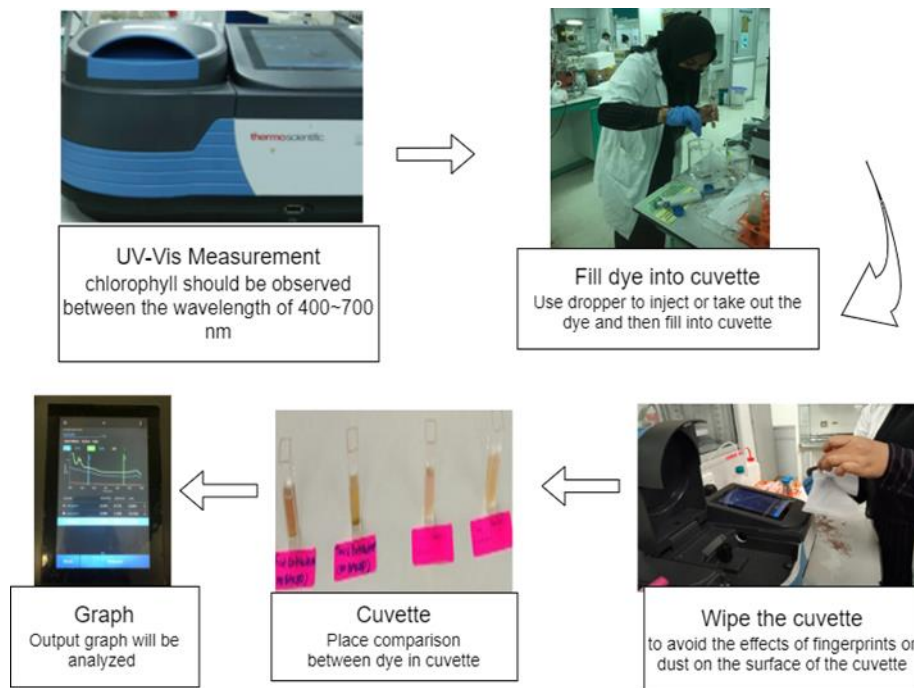 thermoscientific
UV-Vis Measurement
chlorophyll should be observed
between the wavelength of 400~700
nm
Fill dye into cuvette
Use dropper to inject or take out the
dye and then fill into cuvette
Wipe the cuvette
to avoid the effects of fingerprints or
dust on the surface of the cuvette
Cuvette
Place comparison
between dye in cuvette
Graph
Output graph will be
analyzed